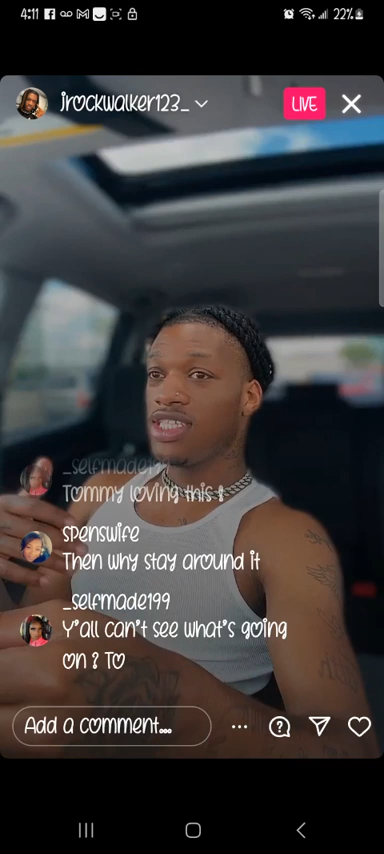 4:11
22%
jrockwalker123_
LIVE
_selfmade199
Tommy loving this !
spenswife
Then why stay around it
_selfmade199
Y'all can't see what's going
on ? To
Add a comment...